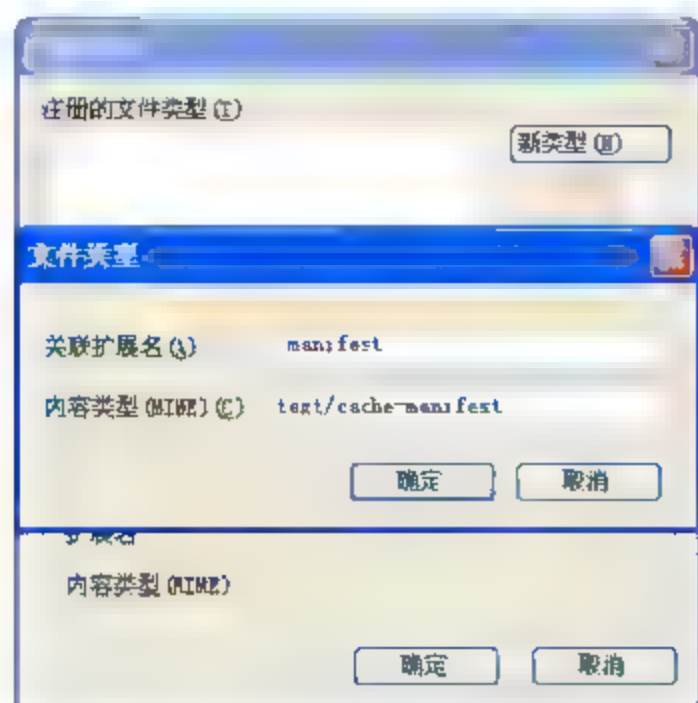 注册的文件类型(T)
新类型(N)
文件类型
关联扩展名(A) manifest
内容类型(MIME)(C) text/cache-manifest
确定 取消
扩展名
内容类型(MIME)
确定 取消